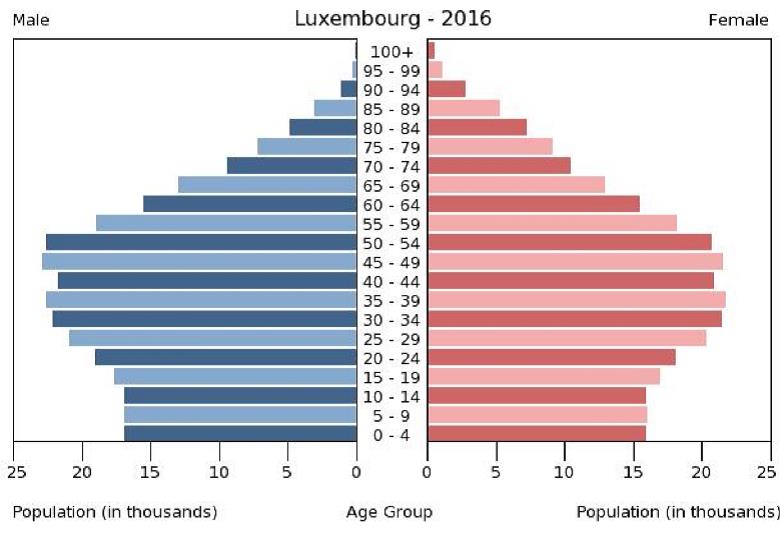 Male Luxembourg - 2016 Female
100+
95 - 99
90 - 94
85 - 89
80 - 84
75 - 79
70 - 74
65 - 69
60 - 64
55 - 59
50 - 54
45 - 49
40 - 44
35 - 39
30 - 34
25 - 29
20 - 24
15 - 19
10 - 14
5 - 9
0 - 4
25 20 15 10 5 0 0 5 10 15 20 25
Population (in thousands) Age Group Population (in thousands)